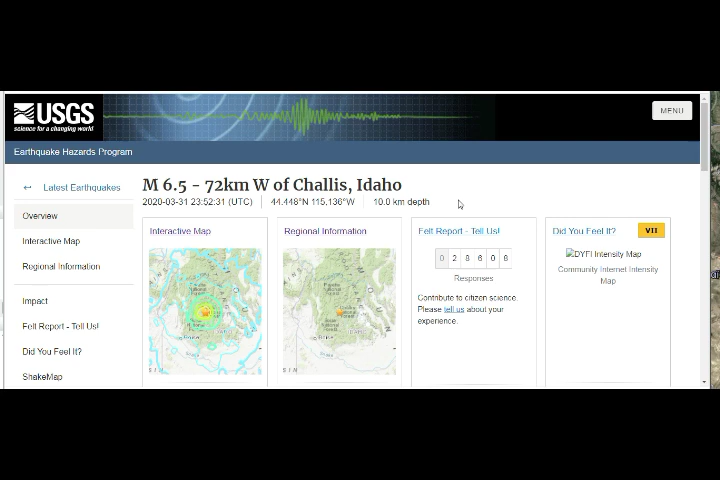 USGS
science for a changing world
MENU
Earthquake Hazards Program
Latest Earthquakes
Overview
Interactive Map
Regional Information
Impact
Felt Report - Tell Us!
Did You Feel It?
ShakeMap
M 6.5 - 72km W of Challis, Idaho
2020-03-31 23:52:31 (UTC) 44.448°N 115.136°W 10.0 km depth
Interactive Map
Regional Information
Felt Report - Tell Us!
0 2 8 6 0 8
Responses
Contribute to citizen science.
Please tell us about your
experience.
Did You Feel It?
VII
DYFI Intensity Map
Community Internet Intensity
Map